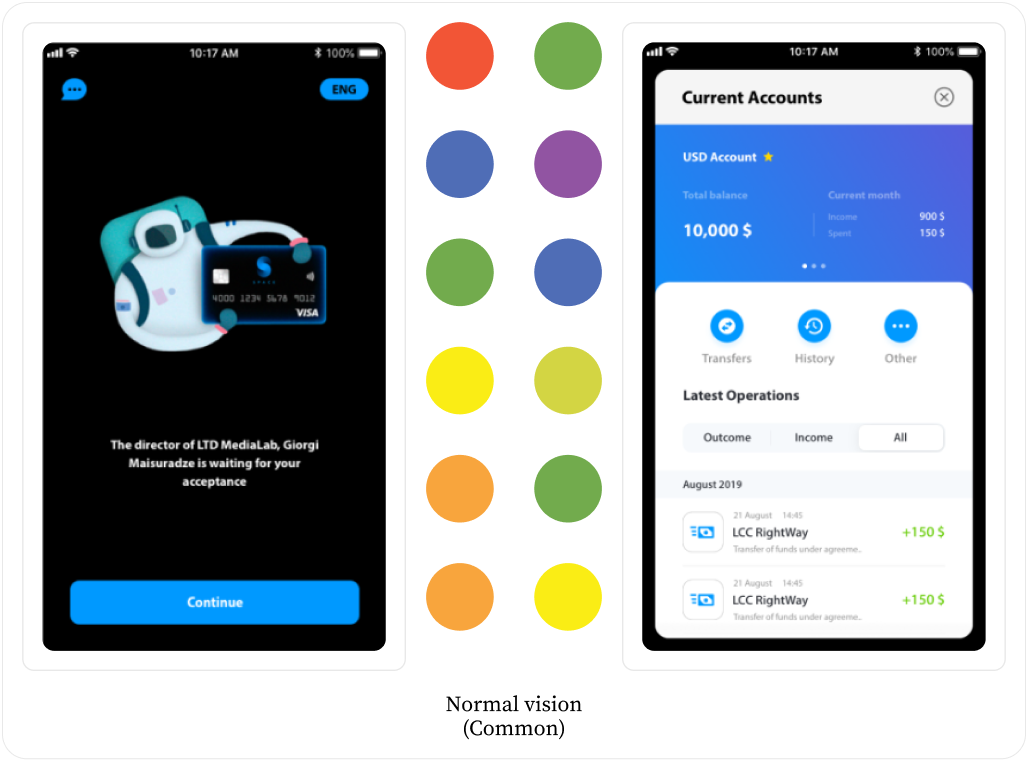 10:17 AM
100%
ENG
S
SPACE
4000 1234 5678 9012
VISA
The director of LTD MediaLab, Giorgi
Maisuradze is waiting for your
acceptance
Continue
10:17 AM
100%
Current Accounts
USD Account
Total balance
Current month
10,000 $
Income 900 $
Spent 150 $
Transfers
History
Other
Latest Operations
Outcome
Income
All
August 2019
21 August 14:45
LCC RightWay
+150 $
Transfer of funds under agreeme..
21 August 14:45
LCC RightWay
+150 $
Transfer of funds under agreeme..
Normal vision
(Common)